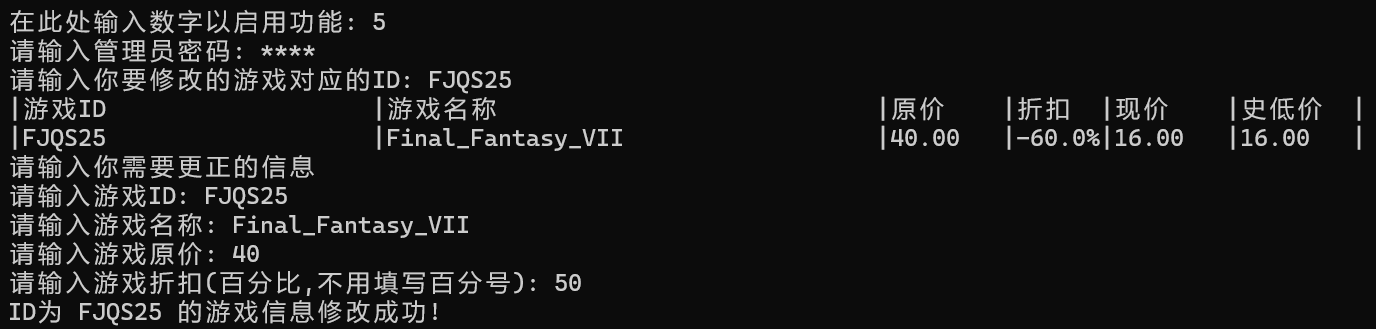 在此处输入数字以启用功能: 5
请输入管理员密码: ****
请输入你要修改的游戏对应的ID: FJQS25
|游戏ID |游戏名称 |原价 |折扣 |现价 |史低价 |
|FJQS25 |Final_Fantasy_VII |40.00 |-60.0%|16.00 |16.00 |
请输入你需要更正的信息
请输入游戏ID: FJQS25
请输入游戏名称: Final_Fantasy_VII
请输入游戏原价: 40
请输入游戏折扣(百分比,不用填写百分号): 50
ID为 FJQS25 的游戏信息修改成功!